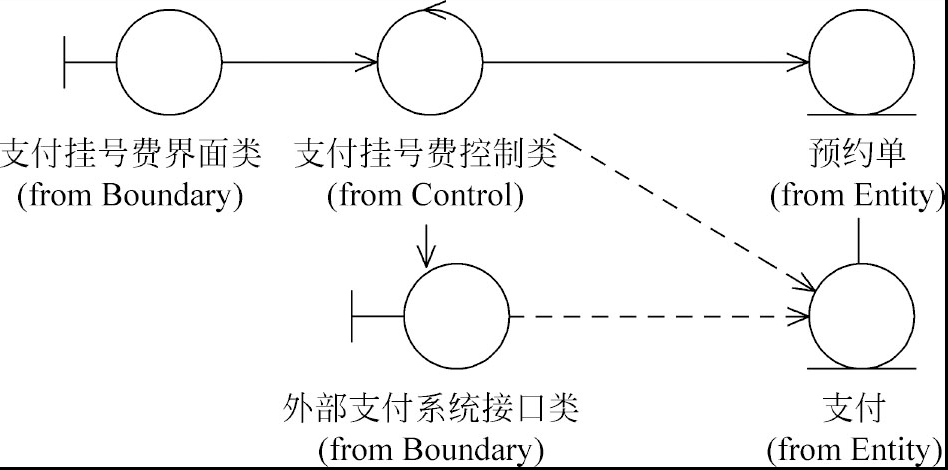 支付挂号费界面类
(from Boundary)
支付挂号费控制类
(from Control)
预约单
(from Entity)
外部支付系统接口类
(from Boundary)
支付
(from Entity)